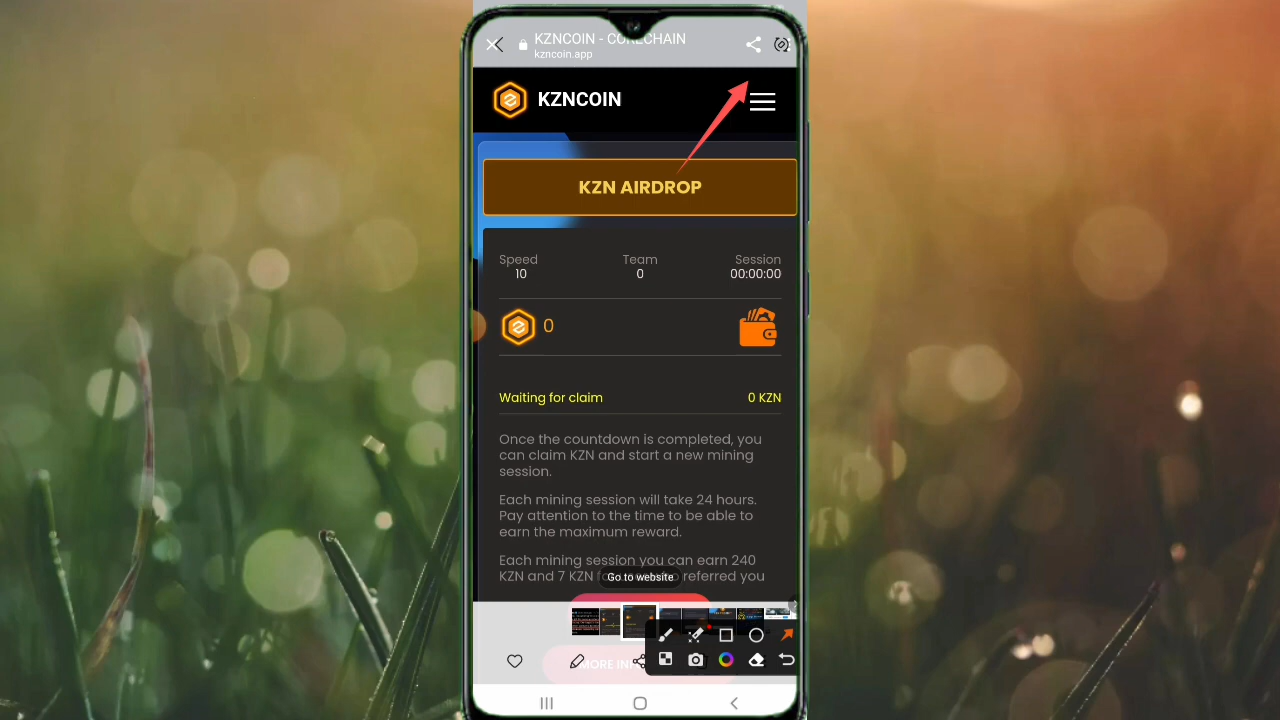 KZNCOIN - CORECHAIN
kzncoin.app
KZNCOIN
KZN AIRDROP
Speed Team Session
10 0 00:00:00
0
Waiting for claim 0 KZN
Once the countdown is completed, you
can claim KZN and start a new mining
session.
Each mining session will take 24 hours.
Pay attention to the time to be able to
earn the maximum reward.
Each mining session you can earn 240
KZN and 7 KZN referred you
Go to website
MORE IN